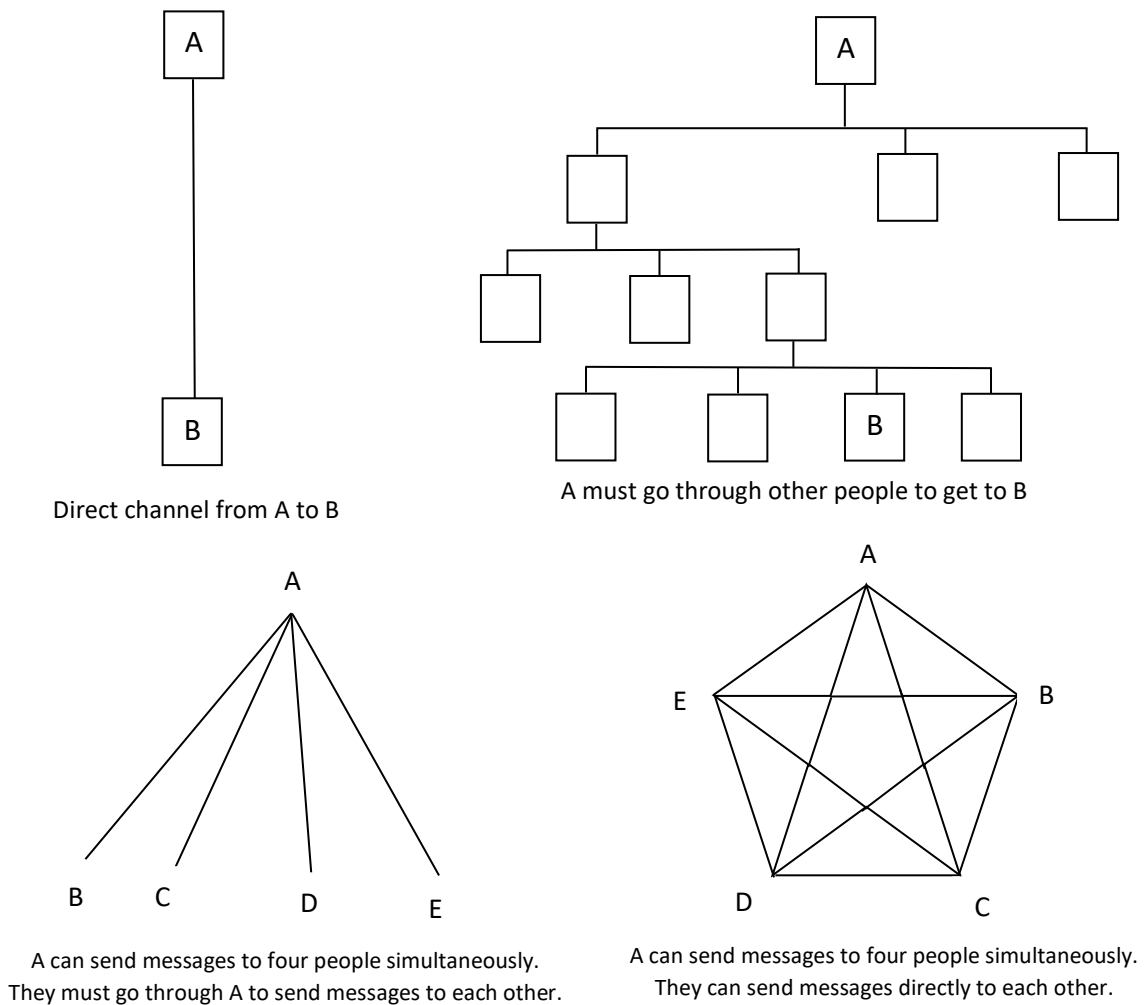 A
A
B
B
Direct channel from A to B
A must go through other people to get to B
A
B
C
D
E
A can send messages to four people simultaneously.
They must go through A to send messages to each other.
A
E
B
D
C
A can send messages to four people simultaneously.
They can send messages directly to each other.